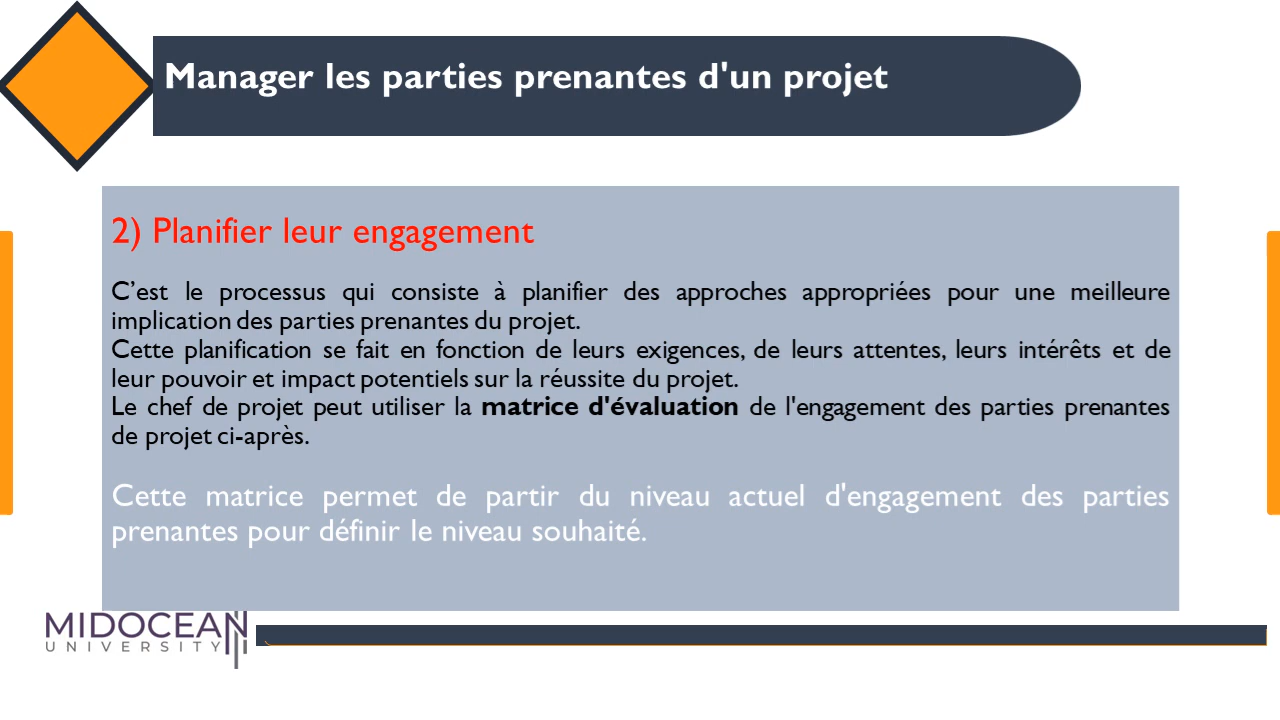 Manager les parties prenantes d'un projet
2) Planifier leur engagement
C’est le processus qui consiste à planifier des approches appropriées pour une meilleure
implication des parties prenantes du projet.
Cette planification se fait en fonction de leurs exigences, de leurs attentes, leurs intérêts et de
leur pouvoir et impact potentiels sur la réussite du projet.
Le chef de projet peut utiliser la matrice d'évaluation de l'engagement des parties prenantes
de projet ci-après.
Cette matrice permet de partir du niveau actuel d'engagement des parties
prenantes pour définir le niveau souhaité.
MIDOCEAN
UNIVERSITY